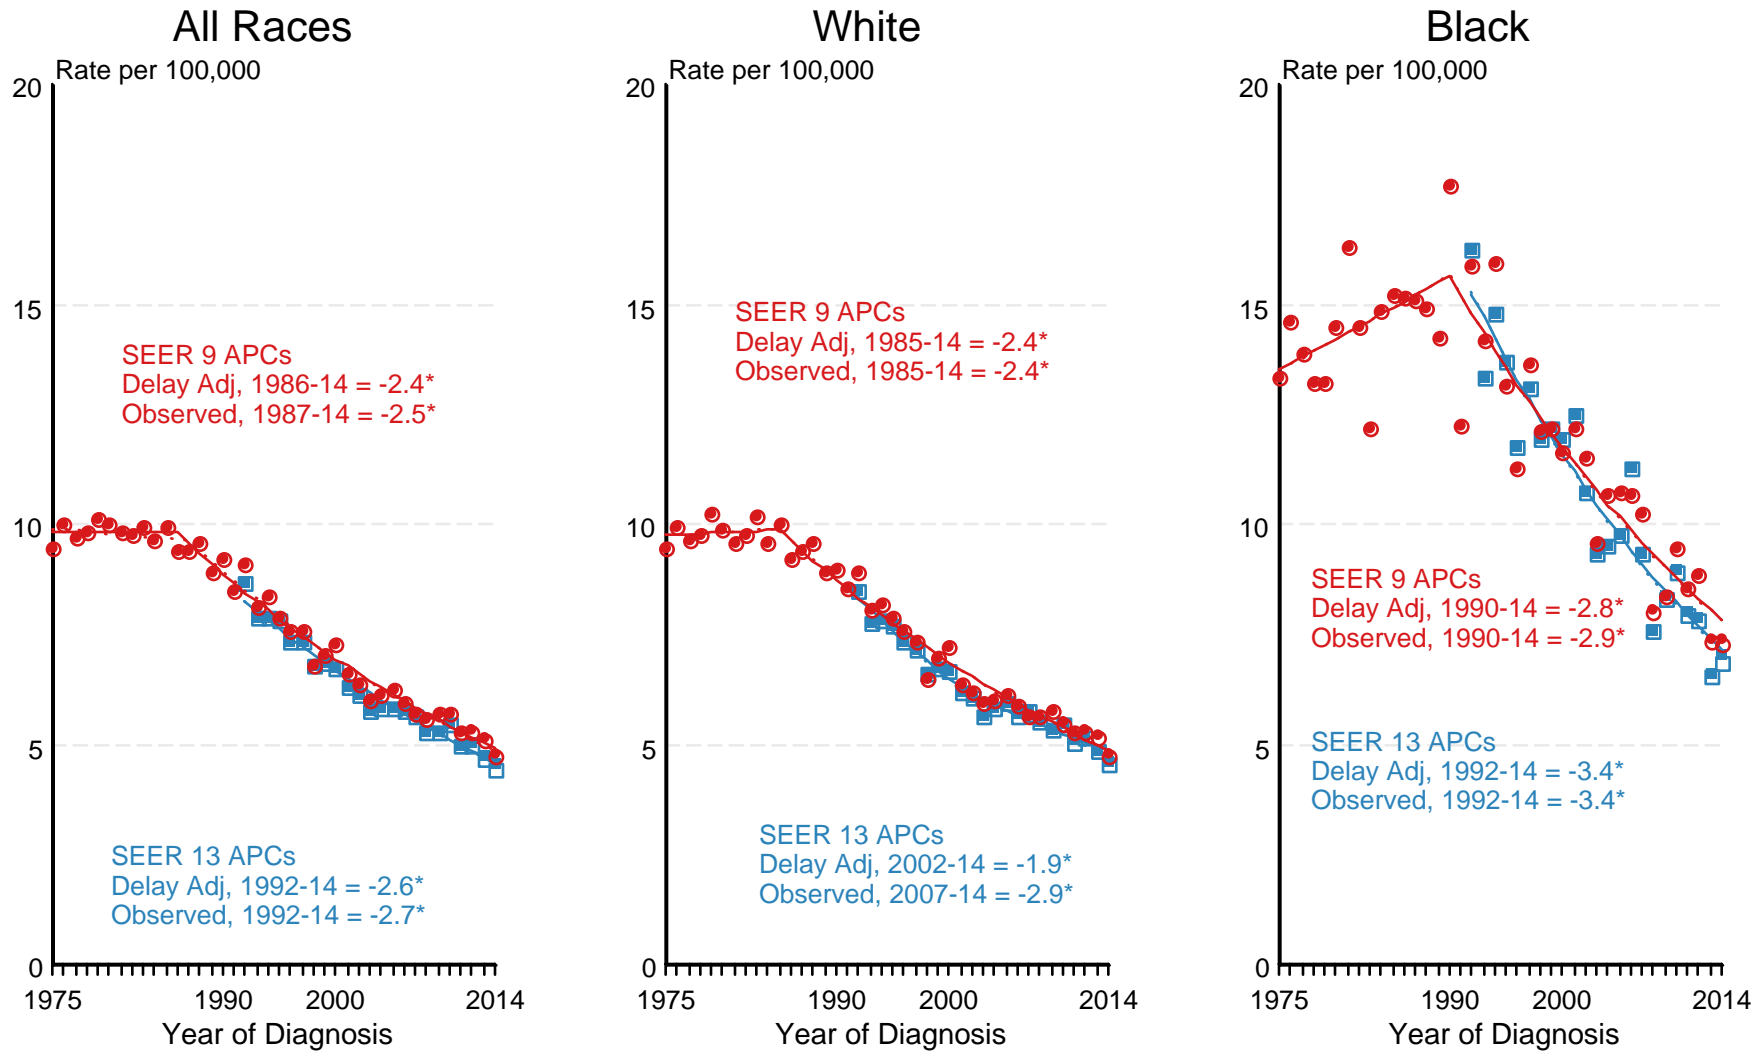 All Races
Rate per 100,000
20
15
10
5
0
SEER 9 APCs
Delay Adj, 1986-14 = -2.4*
Observed, 1987-14 = -2.5*
SEER 13 APCs
Delay Adj, 1992-14 = -2.6*
Observed, 1992-14 = -2.7*
1975 1990 2000 2014
Year of Diagnosis
White
Rate per 100,000
20
15
10
5
0
SEER 9 APCs
Delay Adj, 1985-14 = -2.4*
Observed, 1985-14 = -2.4*
SEER 13 APCs
Delay Adj, 2002-14 = -1.9*
Observed, 2007-14 = -2.9*
1975 1990 2000 2014
Year of Diagnosis
Black
Rate per 100,000
20
15
10
5
0
SEER 9 APCs
Delay Adj, 1990-14 = -2.8*
Observed, 1990-14 = -2.9*
SEER 13 APCs
Delay Adj, 1992-14 = -3.4*
Observed, 1992-14 = -3.4*
1975 1990 2000 2014
Year of Diagnosis